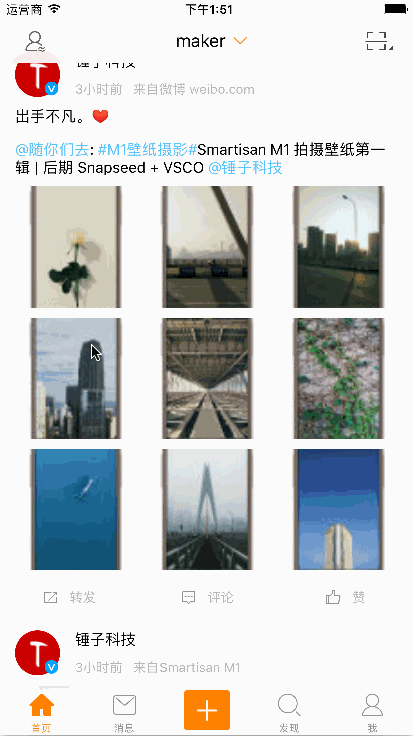 运营商 下午1:51
maker
锤子科技
3小时前 来自微博 weibo.com
出手不凡。❤️
@随你们去: #M1壁纸摄影#Smartisan M1 拍摄壁纸第一
辑 | 后期 Snapseed + VSCO @锤子科技
转发 评论 赞
锤子科技
3小时前 来自Smartisan M1
首页 消息 发现 我